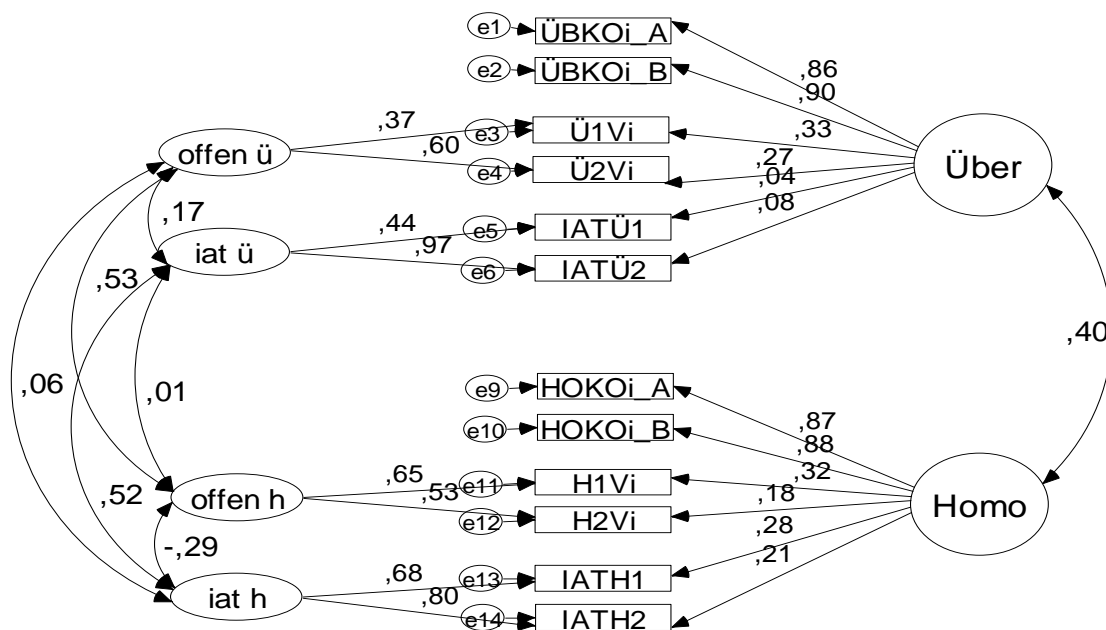 e1
ÜBKOi_A
e2
ÜBKOi_B
,86
,90
,37
e3
Ü1Vi
,33
offen ü
,60
e4
Ü2Vi
,27
Über
,04
,17
,44
e5
IATÜ1
,08
iat ü
,97
e6
IATÜ2
,53
,40
,06
,01
e9
HOKOi_A
,87
e10
HOKOi_B
,88
,65
e11
H1Vi
,32
,52
offen h
,53
e12
H2Vi
,18
Homo
-,29
,28
,68
e13
IATH1
,21
iat h
,80
e14
IATH2